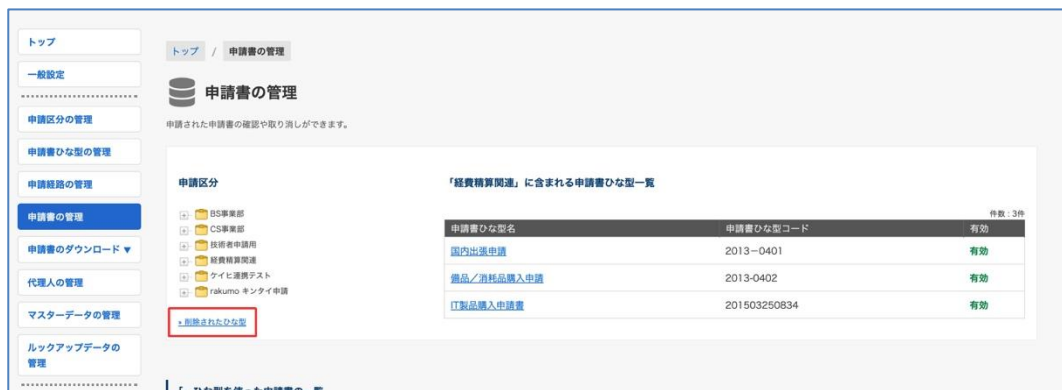 トップ
一般設定
申請区分の管理
申請書ひな型の管理
申請経路の管理
申請書の管理
申請書のダウンロード ▼
代理人の管理
マスターデータの管理
ルックアップデータの
管理
トップ / 申請書の管理
申請書の管理
申請された申請書の確認や取り消しができます。
申請区分
BS事業部
CS事業部
技術者申請用
経費精算関連
ケイヒ連携テスト
rakumo キンタイ申請
» 削除されたひな型
「経費精算関連」に含まれる申請書ひな型一覧
件数 : 3件
申請書ひな型名 申請書ひな型コード 有効
国内出張申請 2013−0401 有効
備品／消耗品購入申請 2013-0402 有効
IT製品購入申請書 201503250834 有効